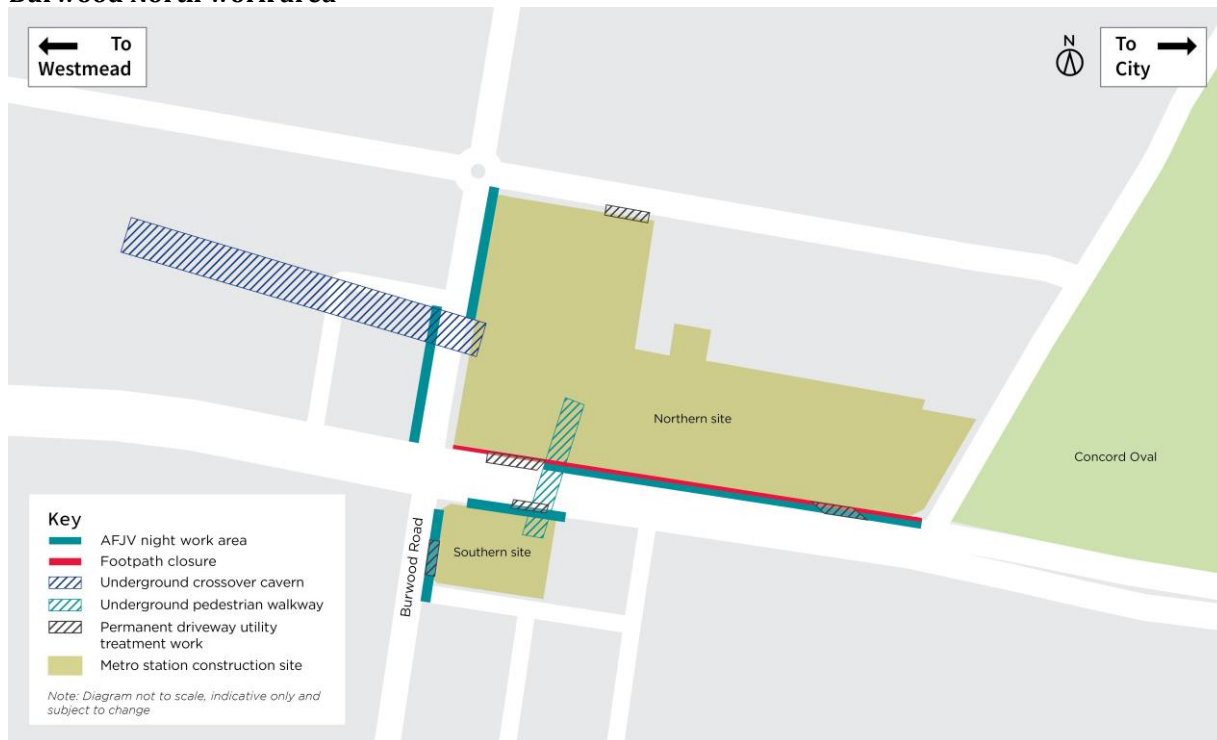 Burwood North work area
To
Westmead
N
To
City
Northern site
Concord Oval
Southern site
Burwood Road
Key
AFJV night work area
Footpath closure
Underground crossover cavern
Underground pedestrian walkway
Permanent driveway utility
treatment work
Metro station construction site
Note: Diagram not to scale, indicative only and
subject to change